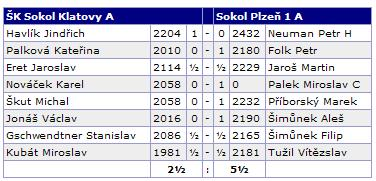 ŠK Sokol Klatovy A Sokol Plzeň 1 A
Havlík Jindřich 2204 1 - 0 2432 Neuman Petr H
Palková Kateřina 2010 0 - 1 2180 Folk Petr
Eret Jaroslav 2114 ½ - ½ 2229 Jaroš Martin
Nováček Karel 2058 0 - 1 0 Palek Miroslav C
Škut Michal 2058 0 - 1 2232 Příborský Marek
Jonáš Václav 2016 0 - 1 2190 Šimůnek Aleš
Gschwendtner Stanislav 2086 ½ - ½ 2165 Šimůnek Filip
Kubát Miroslav 1981 ½ - ½ 2181 Tužil Vítězslav
2½ : 5½